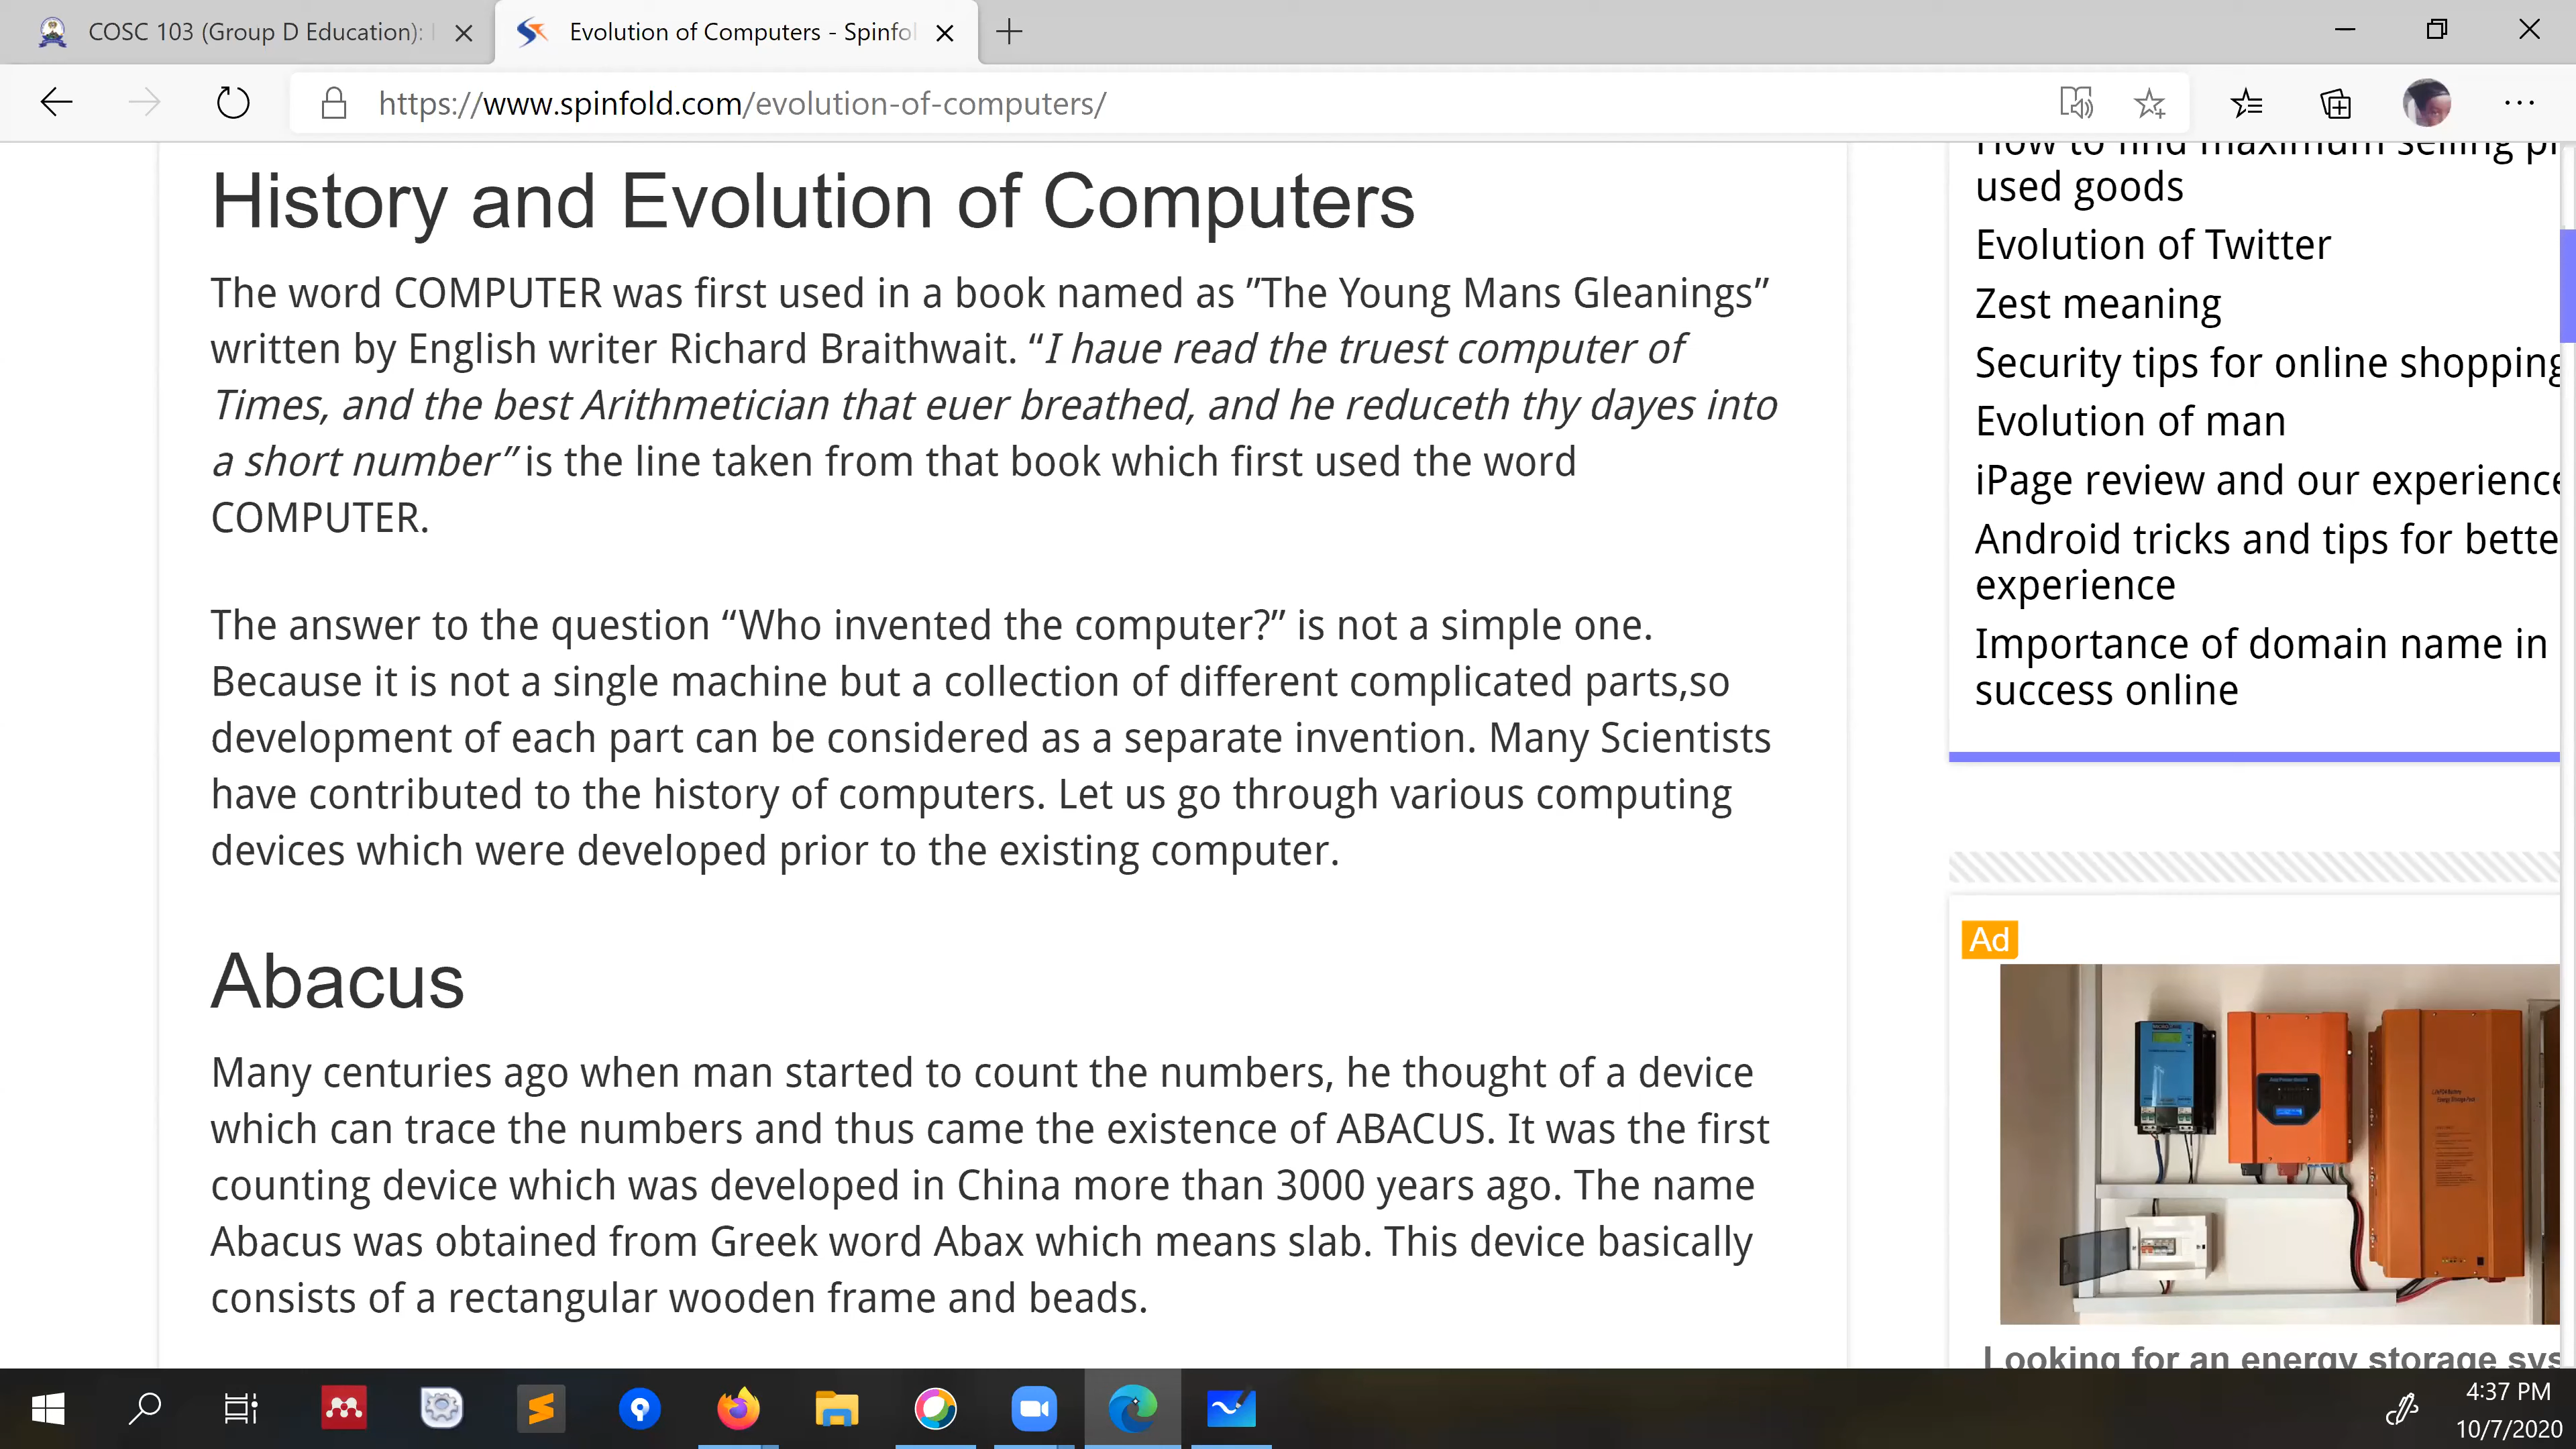 COSC 103 (Group D Education):
Evolution of Computers - Spinfol
https://www.spinfold.com/evolution-of-computers/
History and Evolution of Computers
The word COMPUTER was first used in a book named as ”The Young Mans Gleanings”
written by English writer Richard Braithwait. “I haue read the truest computer of
Times, and the best Arithmetician that euer breathed, and he reduceth thy dayes into
a short number” is the line taken from that book which first used the word
COMPUTER.
The answer to the question “Who invented the computer?” is not a simple one.
Because it is not a single machine but a collection of different complicated parts,so
development of each part can be considered as a separate invention. Many Scientists
have contributed to the history of computers. Let us go through various computing
devices which were developed prior to the existing computer.
Abacus
Many centuries ago when man started to count the numbers, he thought of a device
which can trace the numbers and thus came the existence of ABACUS. It was the first
counting device which was developed in China more than 3000 years ago. The name
Abacus was obtained from Greek word Abax which means slab. This device basically
consists of a rectangular wooden frame and beads.
How to find maximum selling pr
used goods
Evolution of Twitter
Zest meaning
Security tips for online shopping
Evolution of man
iPage review and our experience
Android tricks and tips for bette
experience
Importance of domain name in
success online
Ad
Looking for an energy storage sys
4:37 PM
10/7/2020